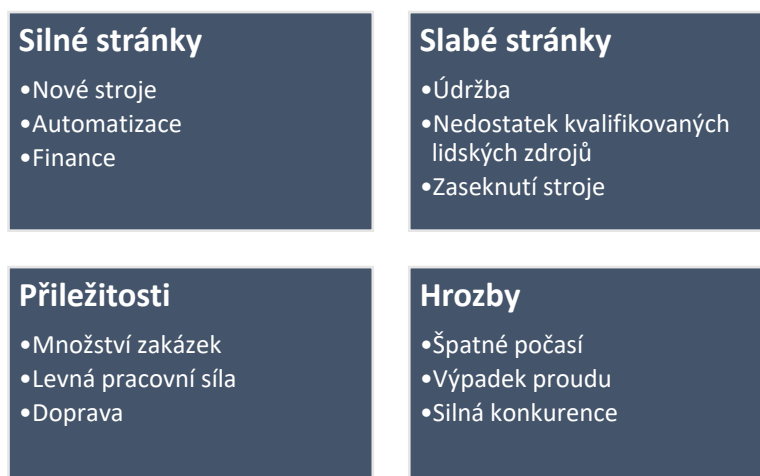 Silné stránky
•Nové stroje
•Automatizace
•Finance
Slabé stránky
•Údržba
•Nedostatek kvalifikovaných
lidských zdrojů
•Zaseknutí stroje
Přiležitosti
•Množství zakázek
•Levná pracovní síla
•Doprava
Hrozby
•Špatné počasí
•Výpadek proudu
•Silná konkurence